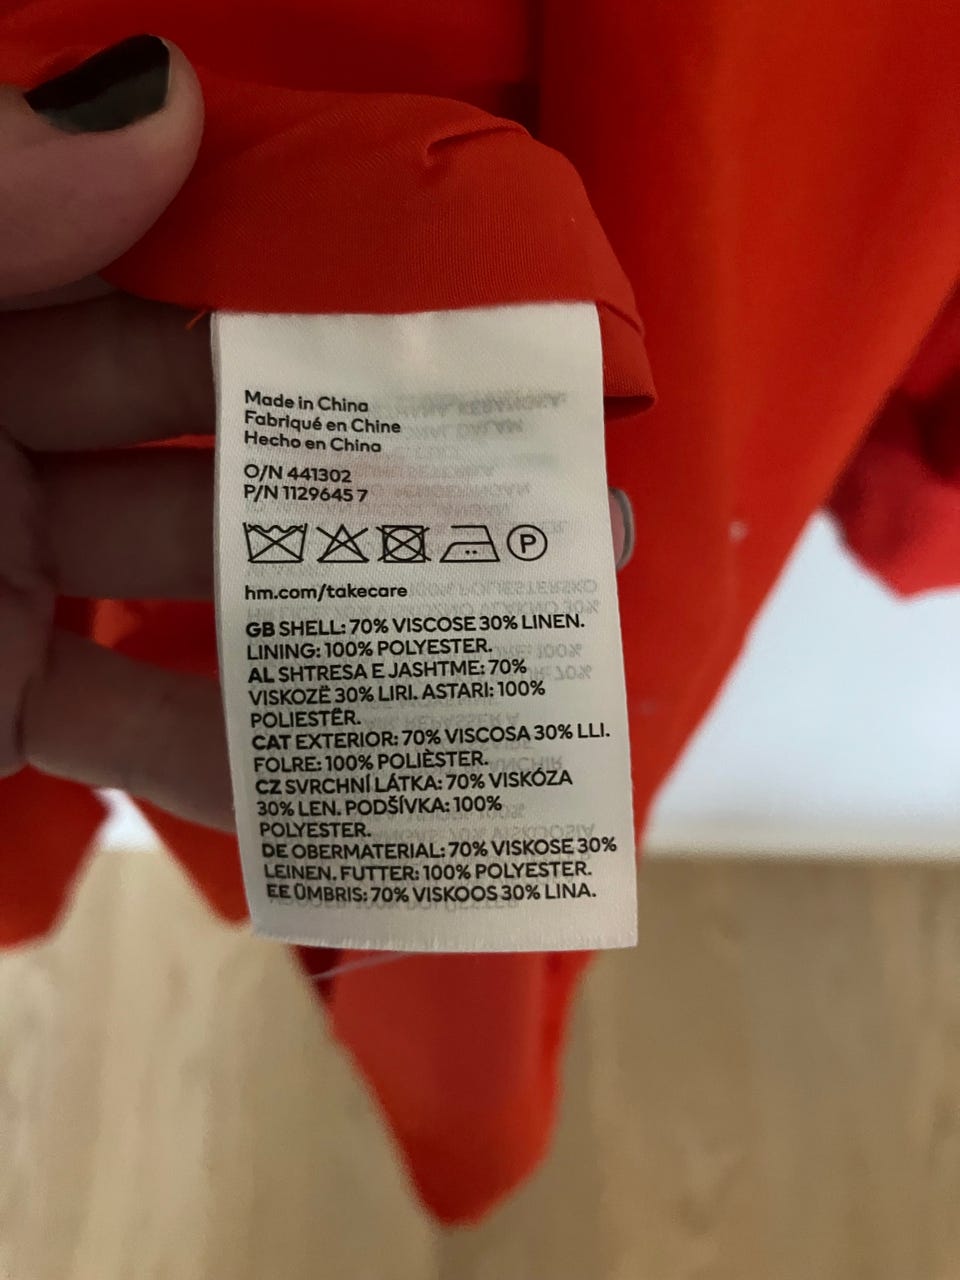 Made in China
Fabriqué en Chine
Hecho en China
O/N 441302
P/N 1129645 7
P
hm.com/takecare
GB SHELL: 70% VISCOSE 30% LINEN.
LINING: 100% POLYESTER.
AL SHTRESA E JASHTME: 70%
VISKOZË 30% LIRI. ASTARI: 100%
POLIESTËR.
CAT EXTERIOR: 70% VISCOSA 30% LLI.
FOLRE: 100% POLIÈSTER.
CZ SVRCHNÍ LÁTKA: 70% VISKÓZA
30% LEN. PODŠÍVKA: 100%
POLYESTER.
DE OBERMATERIAL: 70% VISKOSE 30%
LEINEN. FUTTER: 100% POLYESTER.
EE ÜMBRIS: 70% VISKOOS 30% LINA.